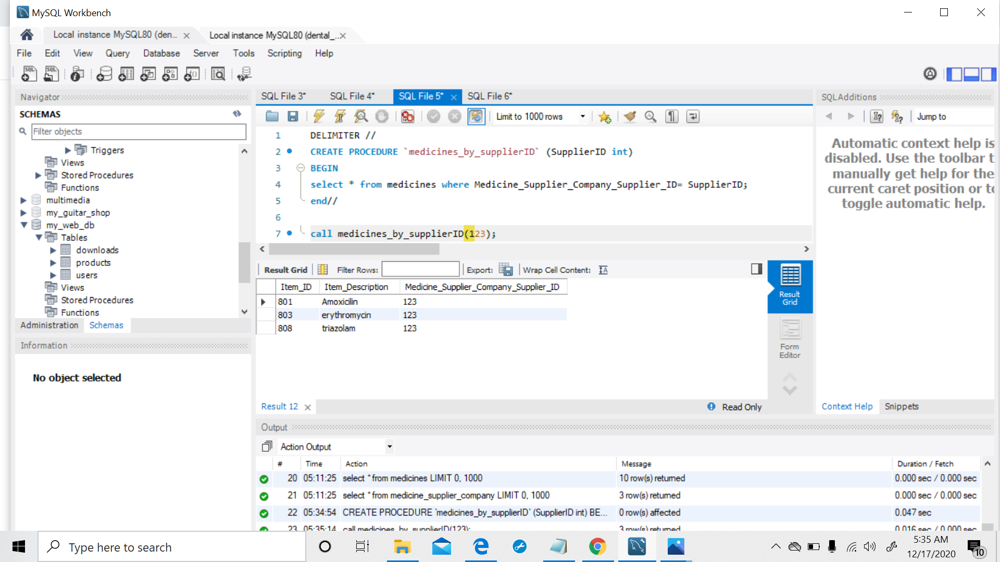 MySQL Workbench
Local instance MySQL80 (den...
Local instance MySQL80 (dental_...
File Edit View Query Database Server Tools Scripting Help
Navigator
SCHEMAS
Filter objects
Triggers
Views
Stored Procedures
Functions
multimedia
my_guitar_shop
my_web_db
Tables
downloads
products
users
Views
Stored Procedures
Functions
Administration Schemas
Information
No object selected
SQL File 3* SQL File 4* SQL File 5* SQL File 6*
Limit to 1000 rows
1 DELIMITER //
2 CREATE PROCEDURE `medicines_by_supplierID` (SupplierID int)
3 BEGIN
4 select * from medicines where Medicine_Supplier_Company_Supplier_ID= SupplierID;
5 end//
6
7 call medicines_by_supplierID(123);
Result Grid Filter Rows: Export: Wrap Cell Content:
Item_ID Item_Description Medicine_Supplier_Company_Supplier_ID
801 Amoxicilin 123
803 erythromycin 123
808 triazolam 123
Result Grid
Form Editor
Result 12
Read Only
SQLAdditions
Jump to
Automatic context help is
disabled. Use the toolbar t
manually get help for the
current caret position or to
toggle automatic help.
Context Help Snippets
Output
Action Output
# Time Action Message Duration / Fetch
20 05:11:25 select * from medicines LIMIT 0, 1000 10 row(s) returned 0.000 sec / 0.000 sec
21 05:11:25 select * from medicine_supplier_company LIMIT 0, 1000 3 row(s) returned 0.000 sec / 0.000 sec
22 05:34:54 CREATE PROCEDURE `medicines_by_supplierID` (SupplierID int) BE... 0 row(s) affected 0.047 sec
23 05:35:14 call medicines_by_supplierID(123); 3 row(s) returned 0.016 sec / 0.000 sec
Type here to search
5:35 AM
12/17/2020
10